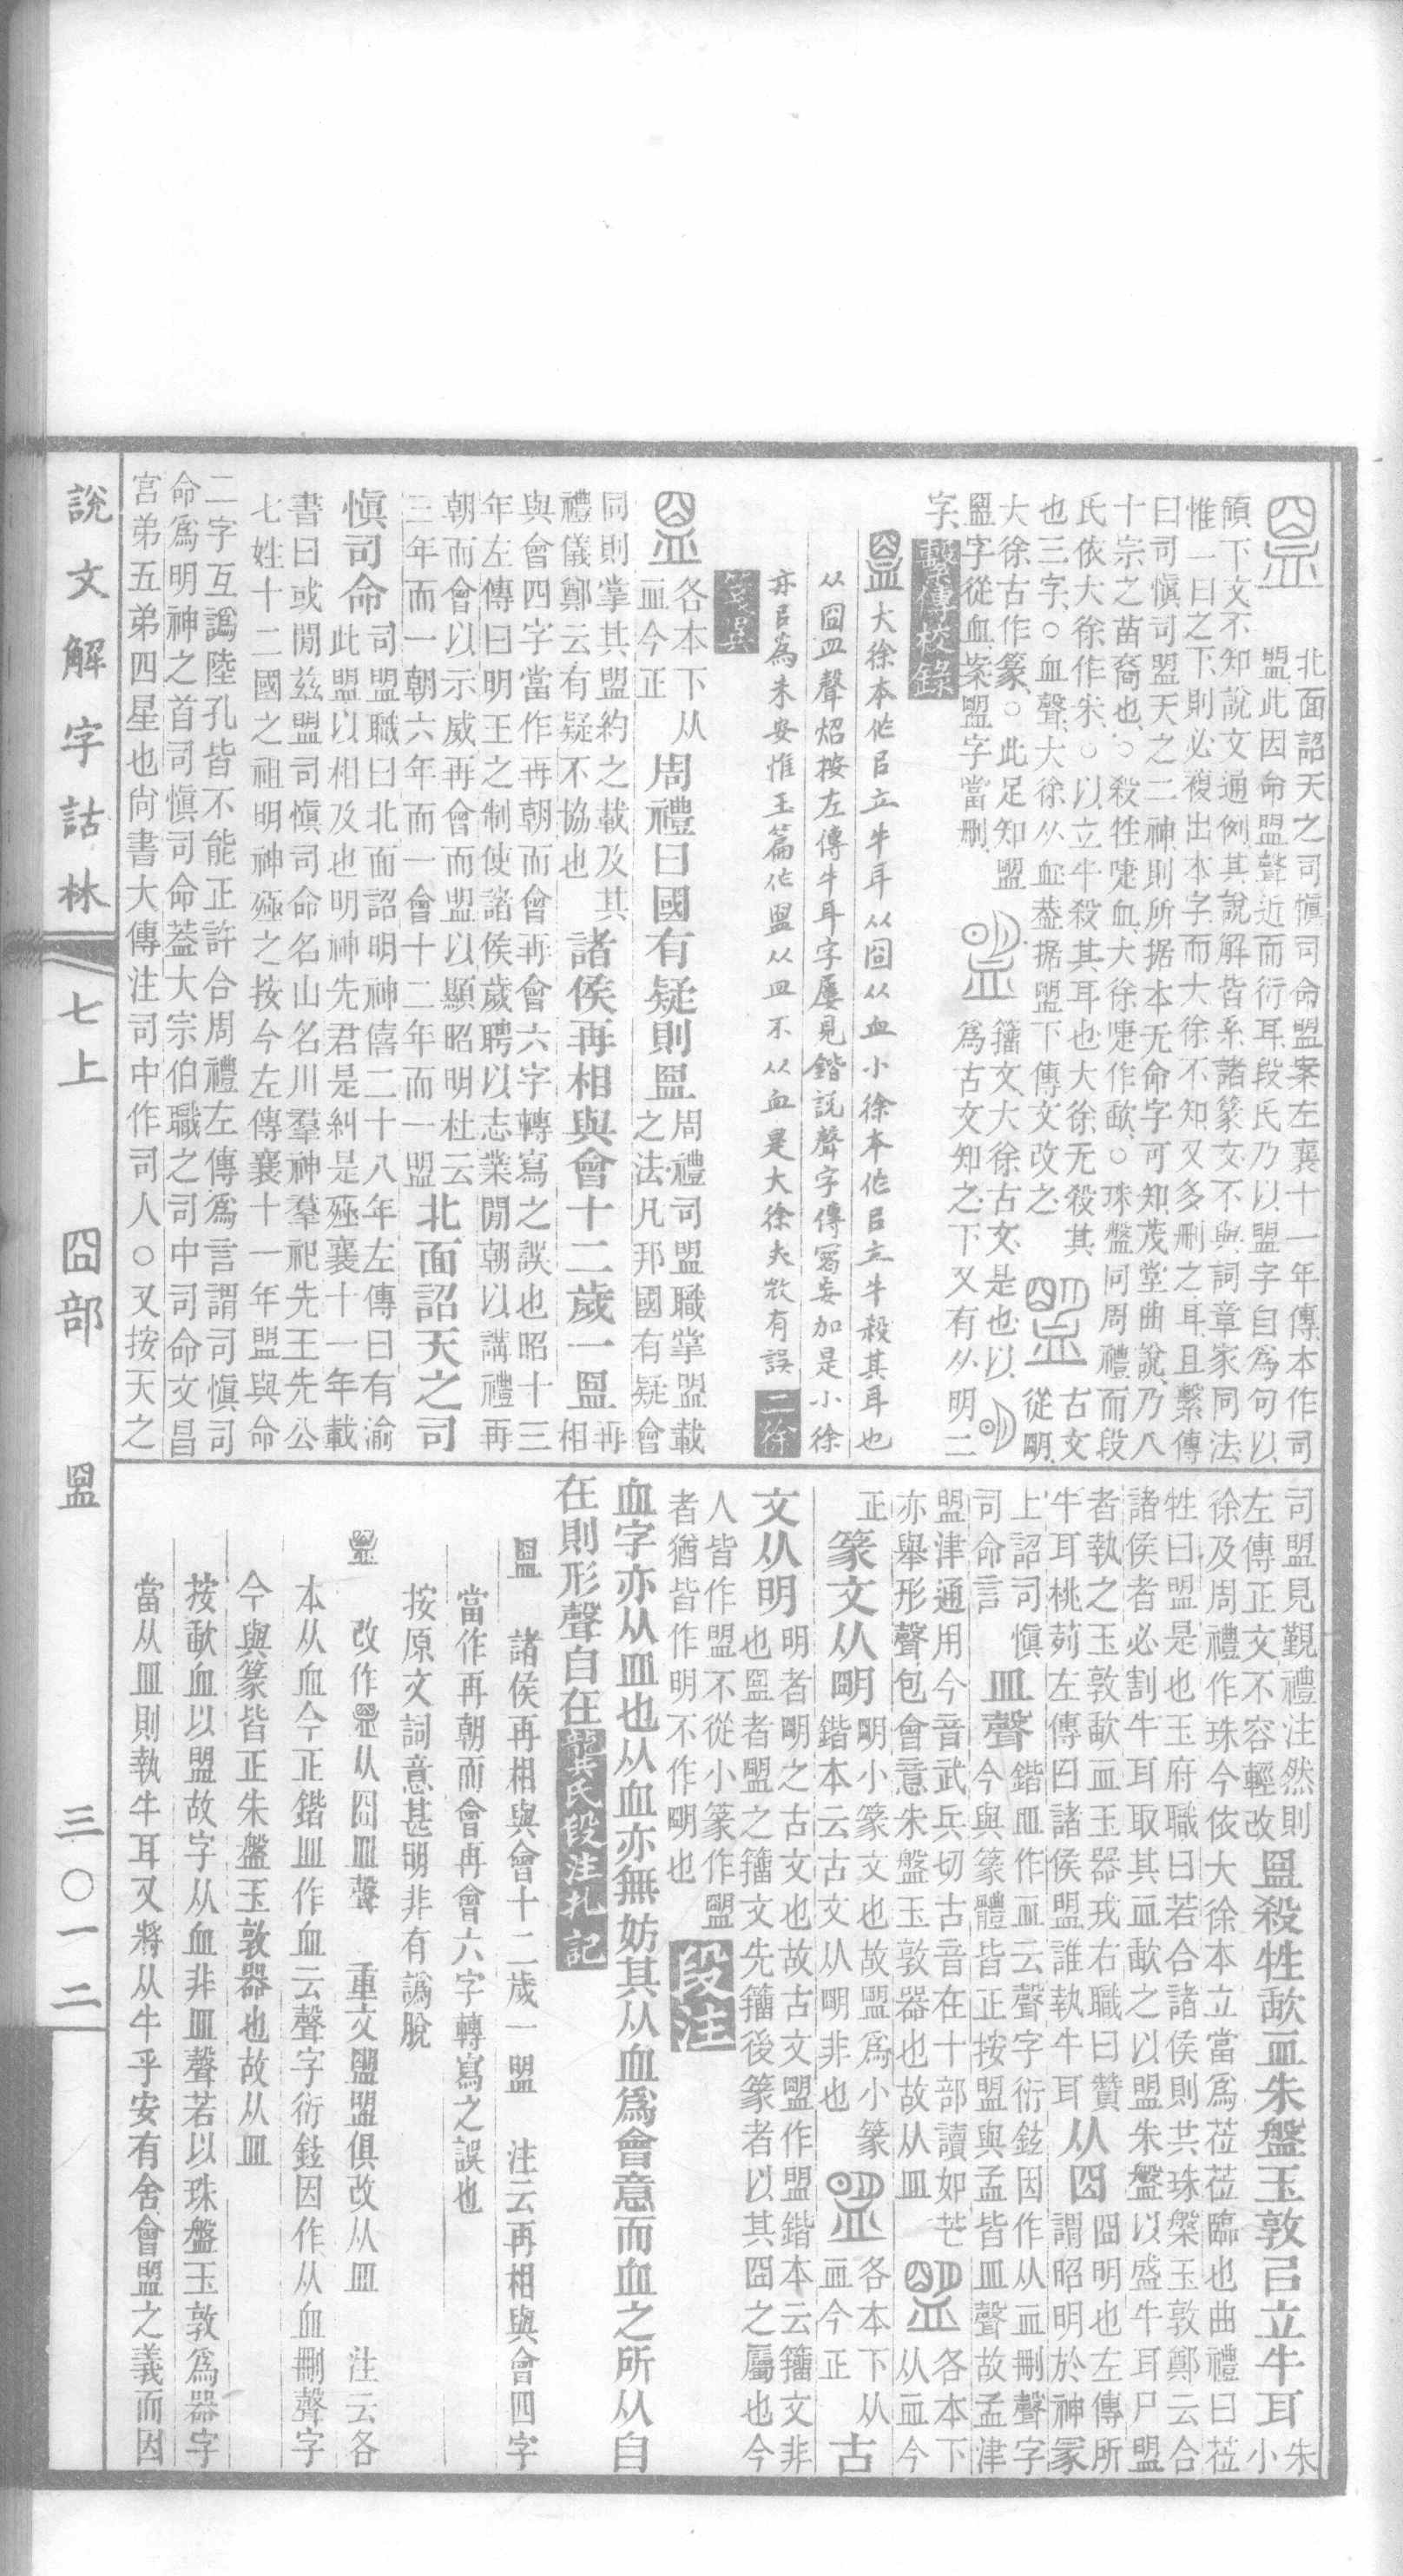 北面詔天之司慎司命盟案左襄十一年傳本作司
盟此因命盟聲近而衍耳段氏乃以盟字自為句以
領下文不知說文通例其說解皆系諸篆文不與詞章家同法
惟一曰之下則必複出本字而大徐不知又多刪之耳且繫傳
曰司慎司盟天之二神則所据本无命字可知茂堂曲說乃八
十宗之苗裔也○殺牲唼血大徐唼作歃○珠盤同周禮而段
氏依大徐作朱○以立牛殺其耳也大徐无殺其
也三字○血聲大徐从血葢据盟下傳文改之 古文從朙
大徐古作篆○此足知盟 籒文大徐古文是也以
盟字從血案盟字當刪 為古文知之下又有从明二
字 繫傳校錄
盟 大徐本作㠯立牛耳从囧从血小徐本作㠯立牛殺其耳也
从囧皿聲炤按左傳牛耳字屢見鍇說聲字傳寫妄加是小徐
亦㠯為朱安惟玉篇作盟从皿不从血是大徐夫㪔有誤 二徐
箋異
各本下从血今正 周禮曰國有疑則盟 周禮司盟職掌盟載之法凡邦國有疑會
同則掌其盟約之載及其禮儀鄭云有疑不協也 諸侯再相與會十二歲一盟 再相
與會四字當作再朝而會再會六字轉寫之誤也昭十三
年左傳曰明王之制使諸侯歲聘以志業閒朝以講禮再
朝而會以示威再會而盟以顯昭明杜云
三年而一朝六年而一會十二年而一盟 北面詔天之司
慎司命 司盟職曰北面詔明神僖二十八年左傳曰有渝此盟以相及也明神先君是糾是殛襄十一年載
書曰或閒茲盟司慎司命名山名川羣神羣祀先王先公
七姓十二國之祖明神殛之按今左傳襄十一年盟與命
二字互譌陸孔皆不能正許合周禮左傳為言謂司慎司
命為明神之首司慎司命葢大宗伯職之司中司命文昌
宮弟五弟四星也尙書大傳注司中作司人○又按天之
司盟見覲禮注然則左傳正文不容輕改 盟殺牲歃血朱盤玉敦㠯立牛耳 朱小
徐及周禮作珠今依大徐本立當為莅莅臨也曲禮曰莅
牲曰盟是也玉府職曰若合諸侯則共珠槃玉敦鄭云合
諸侯者必割牛耳取其血歃之以盟朱盤以盛牛耳尸盟
者執之玉敦歃血玉器戎右職曰贊牛耳桃茢左傳曰諸侯盟誰執牛耳 从囧 囧明也左傳所謂昭明於神冡
上詔司慎司命言 皿聲 鍇皿作血云聲字衍鉉因作从血刪聲字今與篆體皆正按盟與孟皆皿聲故孟津
盟津通用今音武兵切古音在十部讀如芒亦舉形聲包會意朱盤玉敦器也故从皿 各本下从血今
正 篆文从朙 朙小篆文也故盟為小篆鍇本云古文从朙非也 各本下从血今正 古
文从明 明者朙之古文也故古文盟作盟鍇本云籒文非也盟者盟之籒文先籒後篆者以其囧之屬也今
人皆作盟不從小篆作盟者猶皆作明不作朙也 段注
血字亦从皿也从血亦無妨其从血為會意而血之所从自
在則形聲自在 龔氏段注札記
盟 諸侯再相與會十二歲一盟 注云再相與會四字
當作再朝而會再會六字轉寫之誤也
按原文詞意甚明非有譌脫
盟 改作盟从囧皿聲 重文盟盟俱改从皿 注云各
本从血今正鍇皿作血云聲字衍鉉因作从血刪聲字
今與篆皆正朱盤玉敦器也故从皿
按歃血以盟故字从血非皿聲若以珠盤玉敦為器字
當从皿則執牛耳又將从牛乎安有舍會盟之義而因
說文解字詁林 七上 囧部 盟 三〇一二